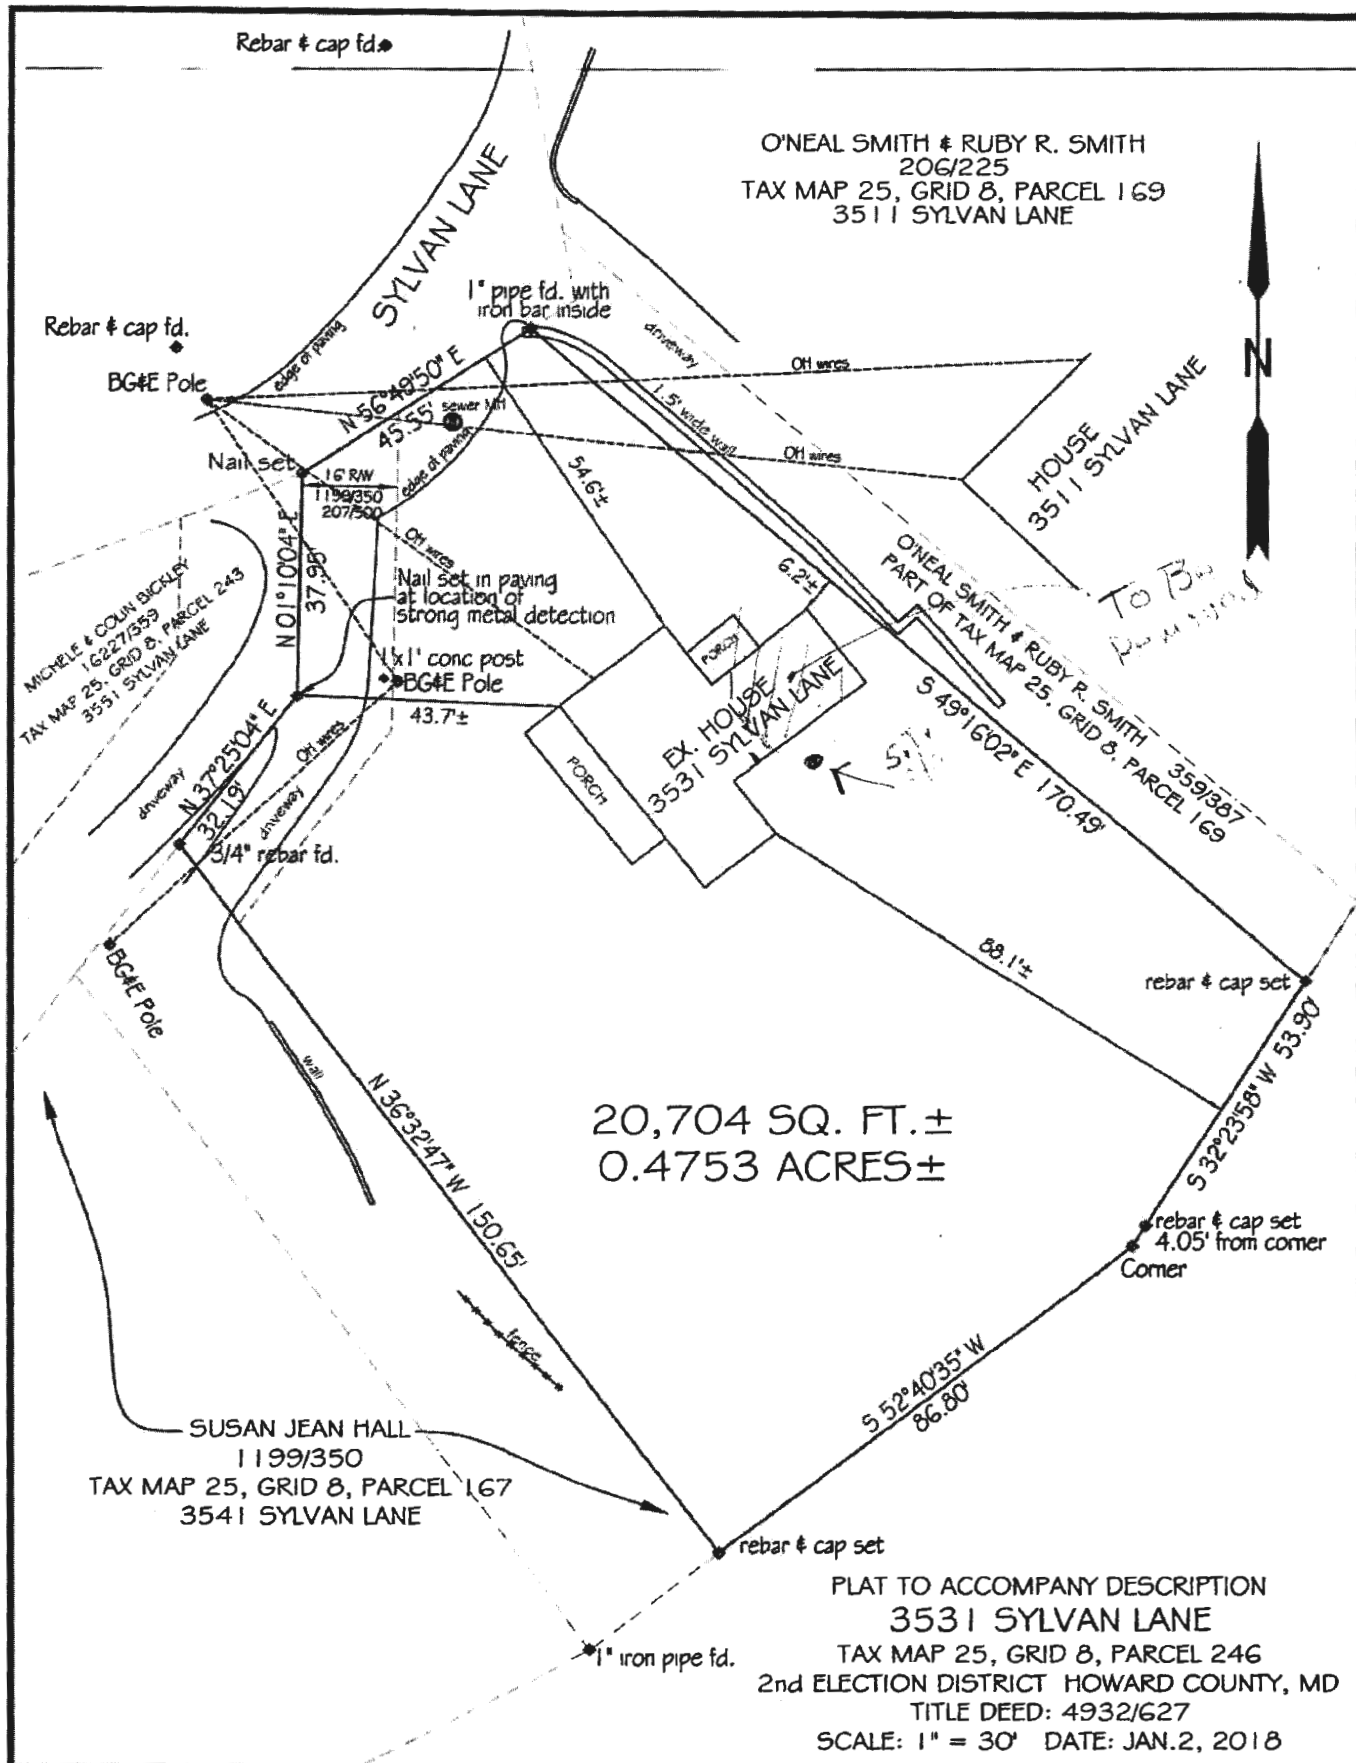 Rebar & cap fd.
O'NEAL SMITH & RUBY R. SMITH
206/225
TAX MAP 25, GRID 8, PARCEL 169
3511 SYLVAN LANE
SYLVAN LANE
1" pipe fd. with
iron bar inside
Rebar & cap fd.
edge of paving
driveway
N
BG&E Pole
OH wires
N 56°49'50" E
45.55'
sewer MH
1.5' wide wall
HOUSE
3511 SYLVAN LANE
Nail set
edge of paving
OH wires
16' R/W
1199/350
207/500
54.6'±
N 01°10'04" E
37.95'
OH wires
O'NEAL SMITH & RUBY R. SMITH 359/387
PART OF TAX MAP 25, GRID 8, PARCEL 169
6.2'±
To Be
MICHELE & COLIN BICKLEY
16227/359
TAX MAP 25, GRID 8, PARCEL 243
3551 SYLVAN LANE
Nail set in paving
at location of
strong metal detection
1'x1' conc post
BG&E Pole
43.7'±
PORCH
EX. HOUSE
3531 SYLVAN LANE
PORCH
S 49°16'02" E 170.49'
N 37°25'04" E
32.19'
OH wires
driveway
driveway
3/4" rebar fd.
BG&E Pole
88.1'±
rebar & cap set
wall
S 32°23'58" W 53.90'
N 36°32'47" W 150.65'
20,704 SQ. FT.±
0.4753 ACRES±
rebar & cap set
4.05' from corner
Corner
fence
S 52°40'35" W
86.80'
SUSAN JEAN HALL
1199/350
TAX MAP 25, GRID 8, PARCEL 167
3541 SYLVAN LANE
rebar & cap set
1" iron pipe fd.
PLAT TO ACCOMPANY DESCRIPTION
3531 SYLVAN LANE
TAX MAP 25, GRID 8, PARCEL 246
2nd ELECTION DISTRICT HOWARD COUNTY, MD
TITLE DEED: 4932/627
SCALE: 1" = 30' DATE: JAN.2, 2018